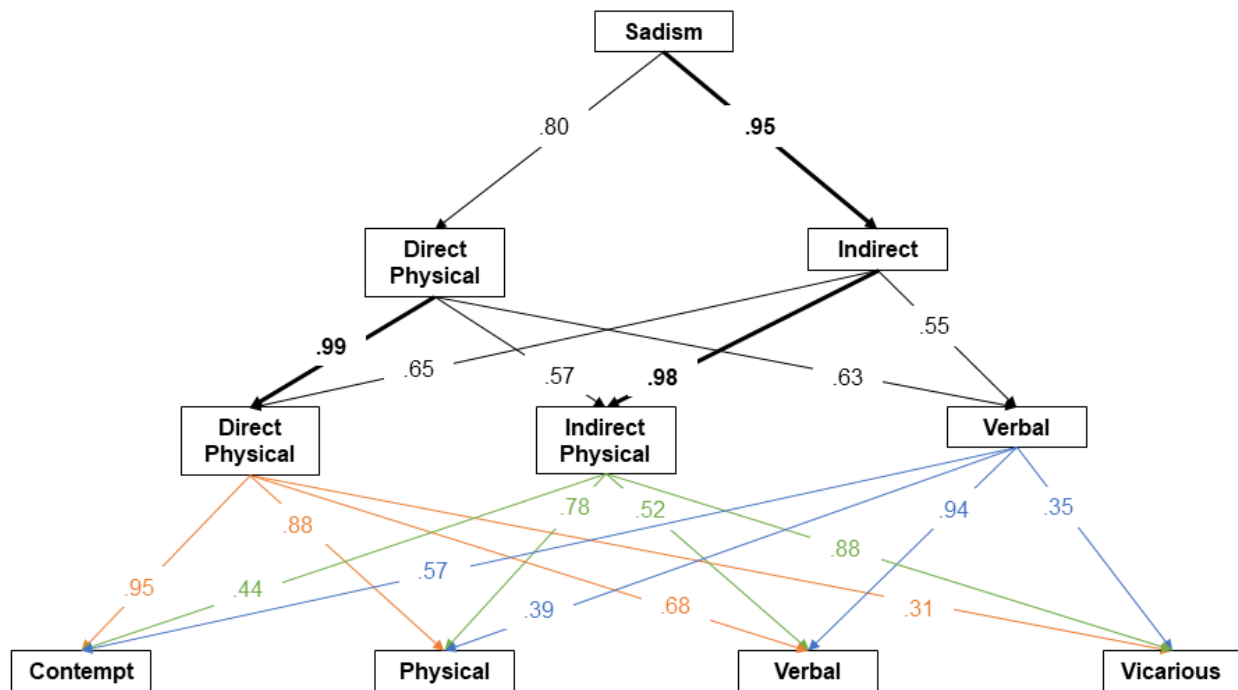 Sadism
.80
.95
Direct
Physical
Indirect
.99
.65
.57
.98
.63
.55
Direct
Physical
Indirect
Physical
Verbal
.95
.88
.44
.78
.52
.57
.39
.68
.94
.35
.88
.31
Contempt
Physical
Verbal
Vicarious